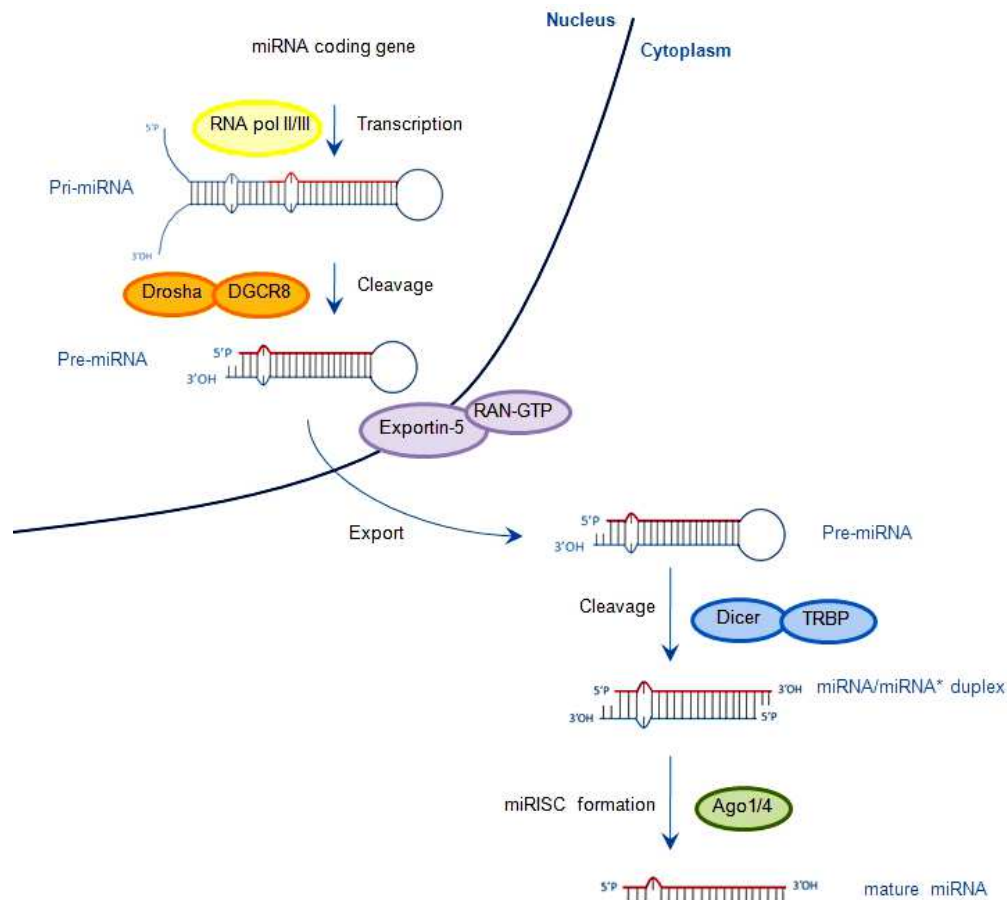 Nucleus
Cytoplasm
miRNA coding gene
RNA pol II/III
Transcription
5'P
Pri-miRNA
3'OH
Drosha
DGCR8
Cleavage
Pre-miRNA
5'P
3'OH
Exportin-5
RAN-GTP
Export
5'P
3'OH
Pre-miRNA
Cleavage
Dicer
TRBP
5'P
3'OH
miRNA/miRNA* duplex
3'OH
5'P
miRISC formation
Ago1/4
5'P
3'OH
mature miRNA